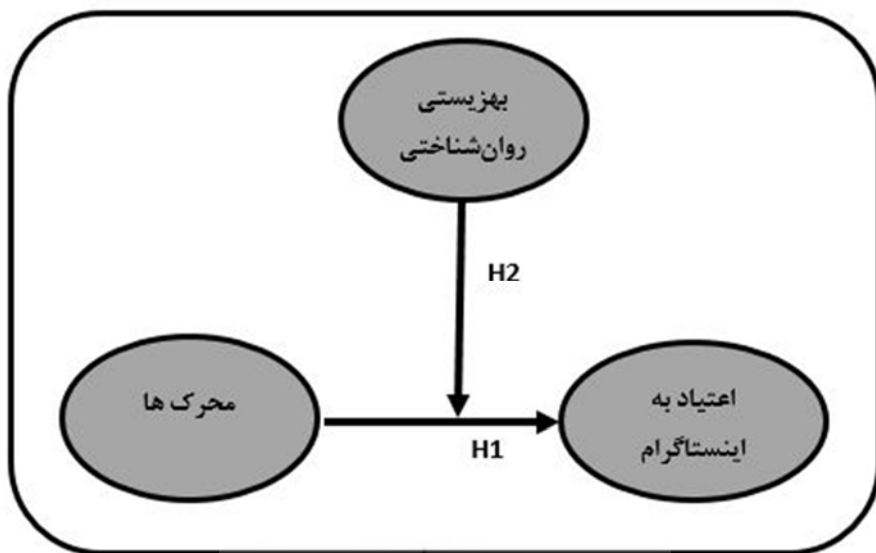 بهزیستی
روان‌شناختی
H2
محرک ها
اعتیاد به
اینستاگرام
H1